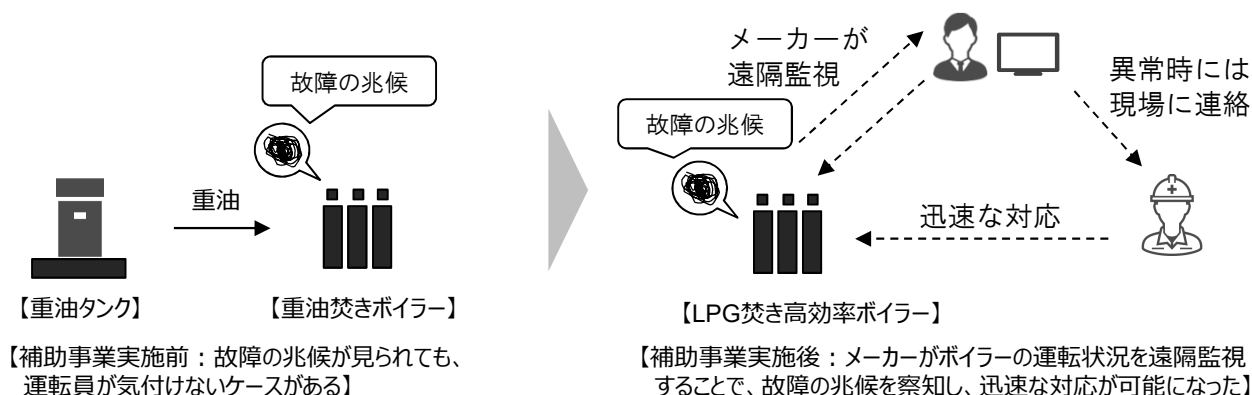 故障の兆候
重油
【重油タンク】
【重油焚きボイラー】
【補助事業実施前：故障の兆候が見られても、
運転員が気付けないケースがある】
メーカーが
遠隔監視
異常時には
現場に連絡
故障の兆候
迅速な対応
【LPG焚き高効率ボイラー】
【補助事業実施後：メーカーがボイラーの運転状況を遠隔監視
することで、故障の兆候を察知し、迅速な対応が可能になった】